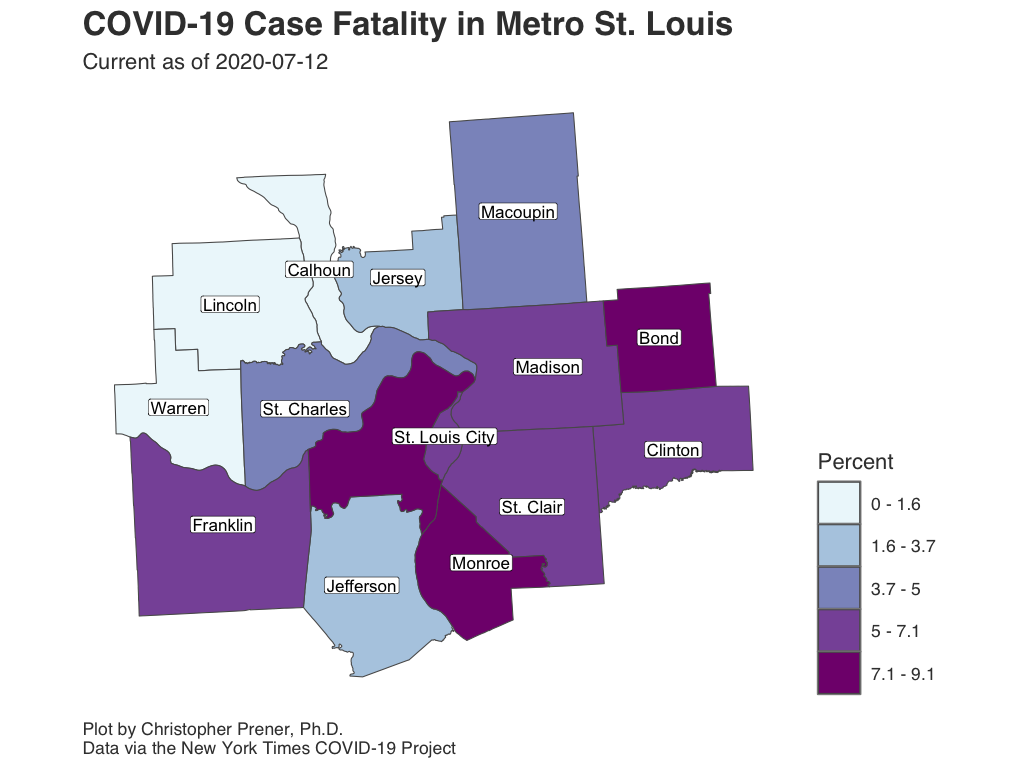 COVID-19 Case Fatality in Metro St. Louis
Current as of 2020-07-12
Macoupin
Calhoun
Jersey
Lincoln
Bond
Madison
Warren
St. Charles
St. Louis City
Clinton
St. Clair
Franklin
Monroe
Jefferson
Percent
0 - 1.6
1.6 - 3.7
3.7 - 5
5 - 7.1
7.1 - 9.1
Plot by Christopher Prener, Ph.D.
Data via the New York Times COVID-19 Project